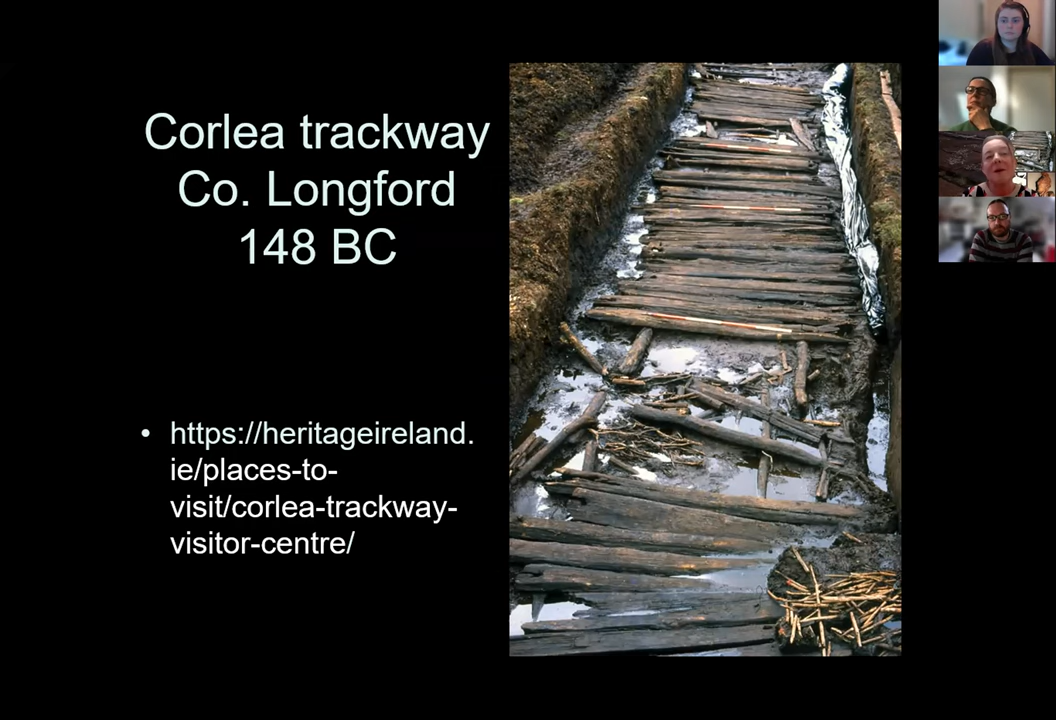 Corlea trackway
Co. Longford
148 BC
• https://heritageireland.
ie/places-to-
visit/corlea-trackway-
visitor-centre/